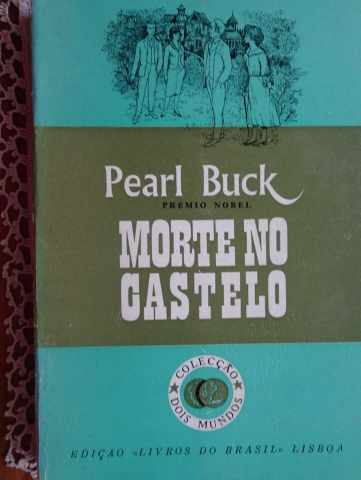 Pearl Buck
PRÉMIO NOBEL
MORTE NO
CASTELO
COLECÇÃO
DOIS MUNDOS
EDIÇÃO «LIVROS DO BRASIL» LISBOA